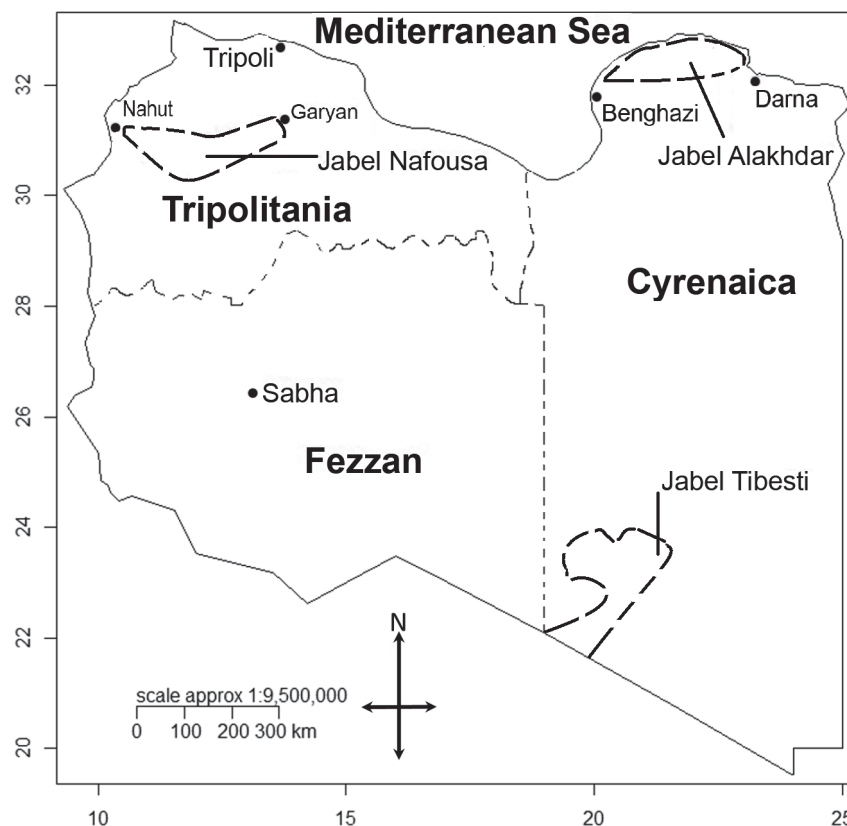 Mediterranean Sea
Tripoli
Nahut
Garyan
Jabel Nafousa
Tripolitania
Benghazi
Darna
Jabel Alakhdar
Cyrenaica
Sabha
Fezzan
Jabel Tibesti
N
scale approx 1:9,500,000
0 100 200 300 km
32
30
28
26
24
22
20
10 15 20 25